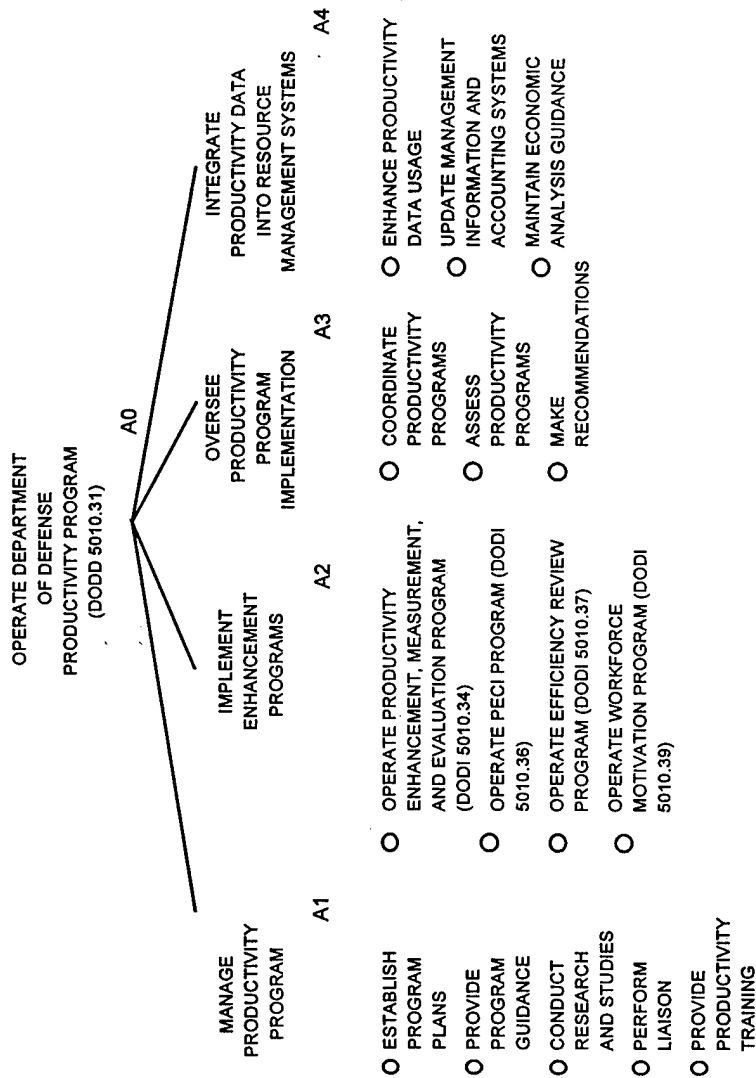 OPERATE DEPARTMENT
OF DEFENSE
PRODUCTIVITY PROGRAM
(DODD 5010.31)
A0
MANAGE
PRODUCTIVITY
PROGRAM
A1
○ ESTABLISH
PROGRAM
PLANS
○ PROVIDE
PROGRAM
GUIDANCE
○ CONDUCT
RESEARCH
AND STUDIES
○ PERFORM
LIAISON
○ PROVIDE
PRODUCTIVITY
TRAINING
IMPLEMENT
ENHANCEMENT
PROGRAMS
A2
○ OPERATE PRODUCTIVITY
ENHANCEMENT, MEASUREMENT,
AND EVALUATION PROGRAM
(DODI 5010.34)
○ OPERATE PECI PROGRAM (DODI
5010.36)
○ OPERATE EFFICIENCY REVIEW
PROGRAM (DODI 5010.37)
○ OPERATE WORKFORCE
MOTIVATION PROGRAM (DODI
5010.39)
OVERSEE
PRODUCTIVITY
PROGRAM
IMPLEMENTATION
A3
○ COORDINATE
PRODUCTIVITY
PROGRAMS
○ ASSESS
PRODUCTIVITY
PROGRAMS
○ MAKE
RECOMMENDATIONS
INTEGRATE
PRODUCTIVITY DATA
INTO RESOURCE
MANAGEMENT SYSTEMS
A4
○ ENHANCE PRODUCTIVITY
DATA USAGE
○ UPDATE MANAGEMENT
INFORMATION AND
ACCOUNTING SYSTEMS
○ MAINTAIN ECONOMIC
ANALYSIS GUIDANCE